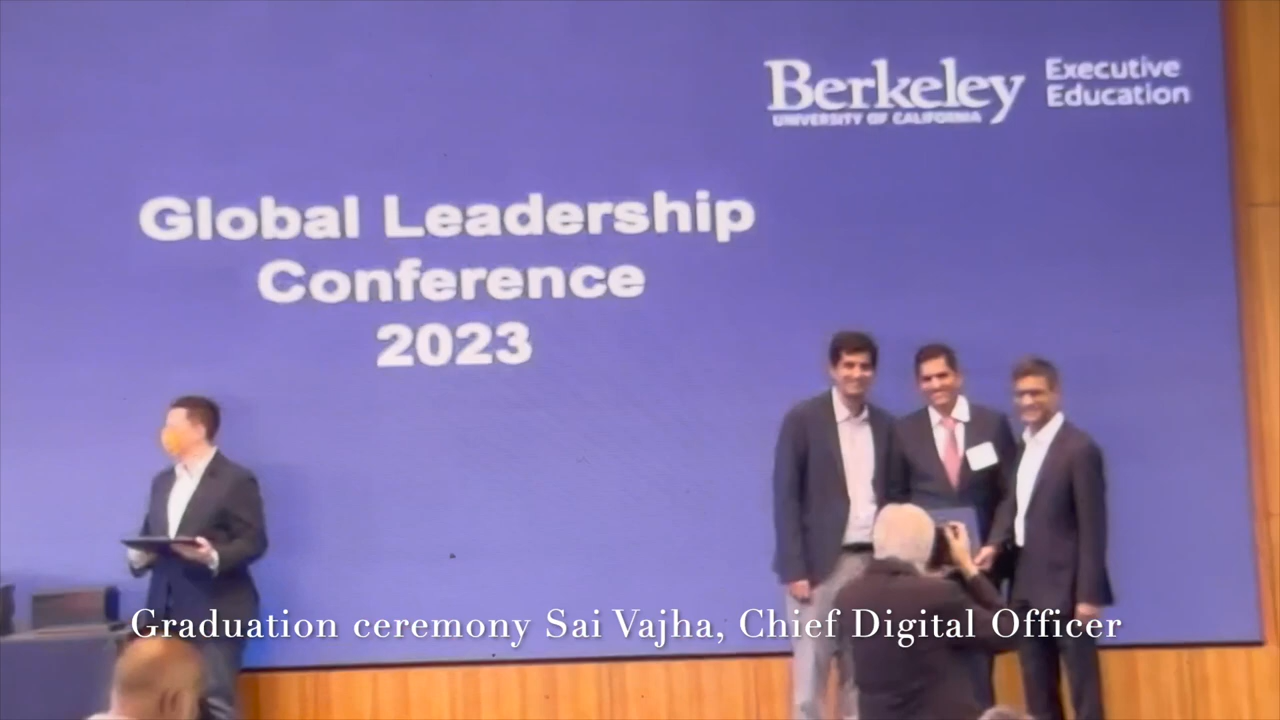 Berkeley
UNIVERSITY OF CALIFORNIA
Executive
Education
Global Leadership
Conference
2023
Graduation ceremony Sai Vajha, Chief Digital Officer